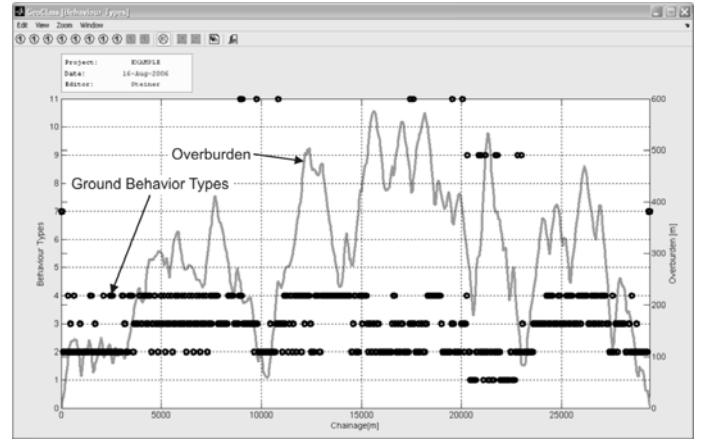 GeoClass [Behaviour Types]
Edit View Zoom Window
Project: EXAMPLE
Date: 16-Aug-2006
Editor: Steiner
11
10
9
8
7
6
5
4
3
2
1
0
Behaviour Types
Overburden
Ground Behavior Types
600
500
400
300
200
100
0
Overburden [m]
0 5000 10000 15000 20000 25000
Chainage[m]